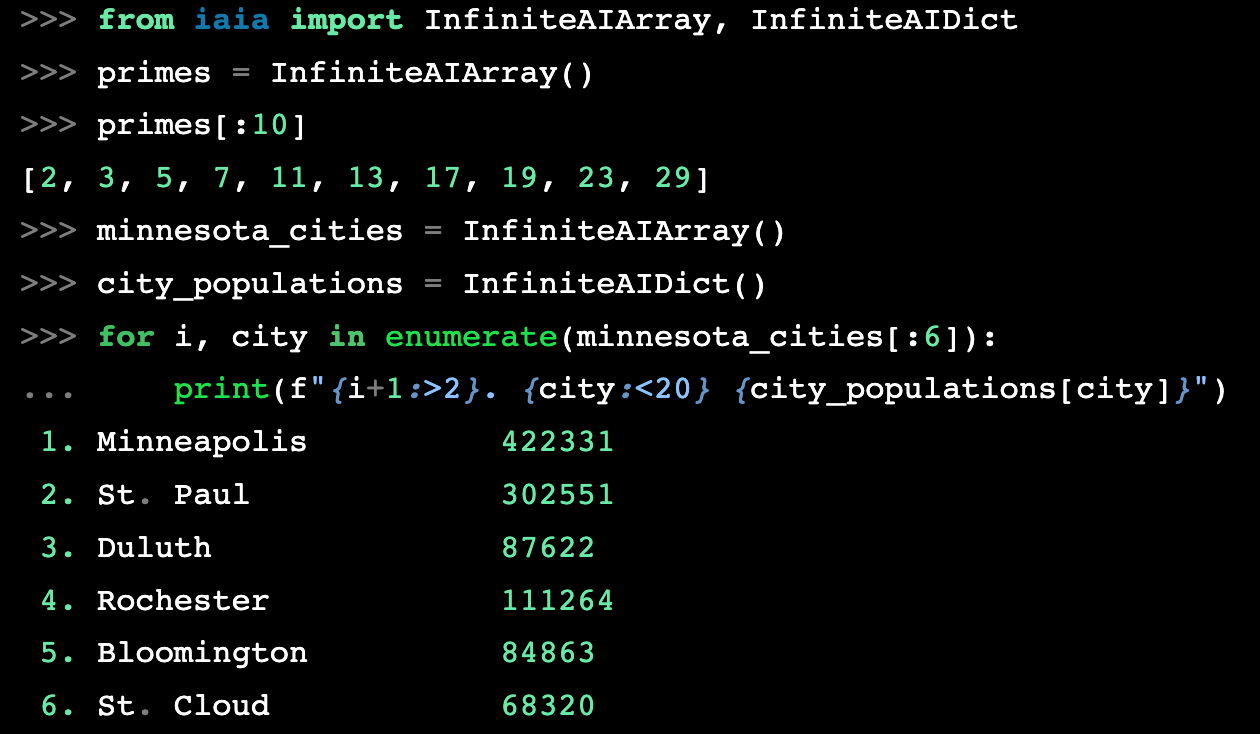 >>> from iaia import InfiniteAIArray, InfiniteAIDict
>>> primes = InfiniteAIArray()
>>> primes[:10]
[2, 3, 5, 7, 11, 13, 17, 19, 23, 29]
>>> minnesota_cities = InfiniteAIArray()
>>> city_populations = InfiniteAIDict()
>>> for i, city in enumerate(minnesota_cities[:6]):
...     print(f"{i+1:>2}. {city:<20} {city_populations[city]}")
 1. Minneapolis          422331
 2. St. Paul             302551
 3. Duluth               87622
 4. Rochester            111264
 5. Bloomington          84863
 6. St. Cloud            68320